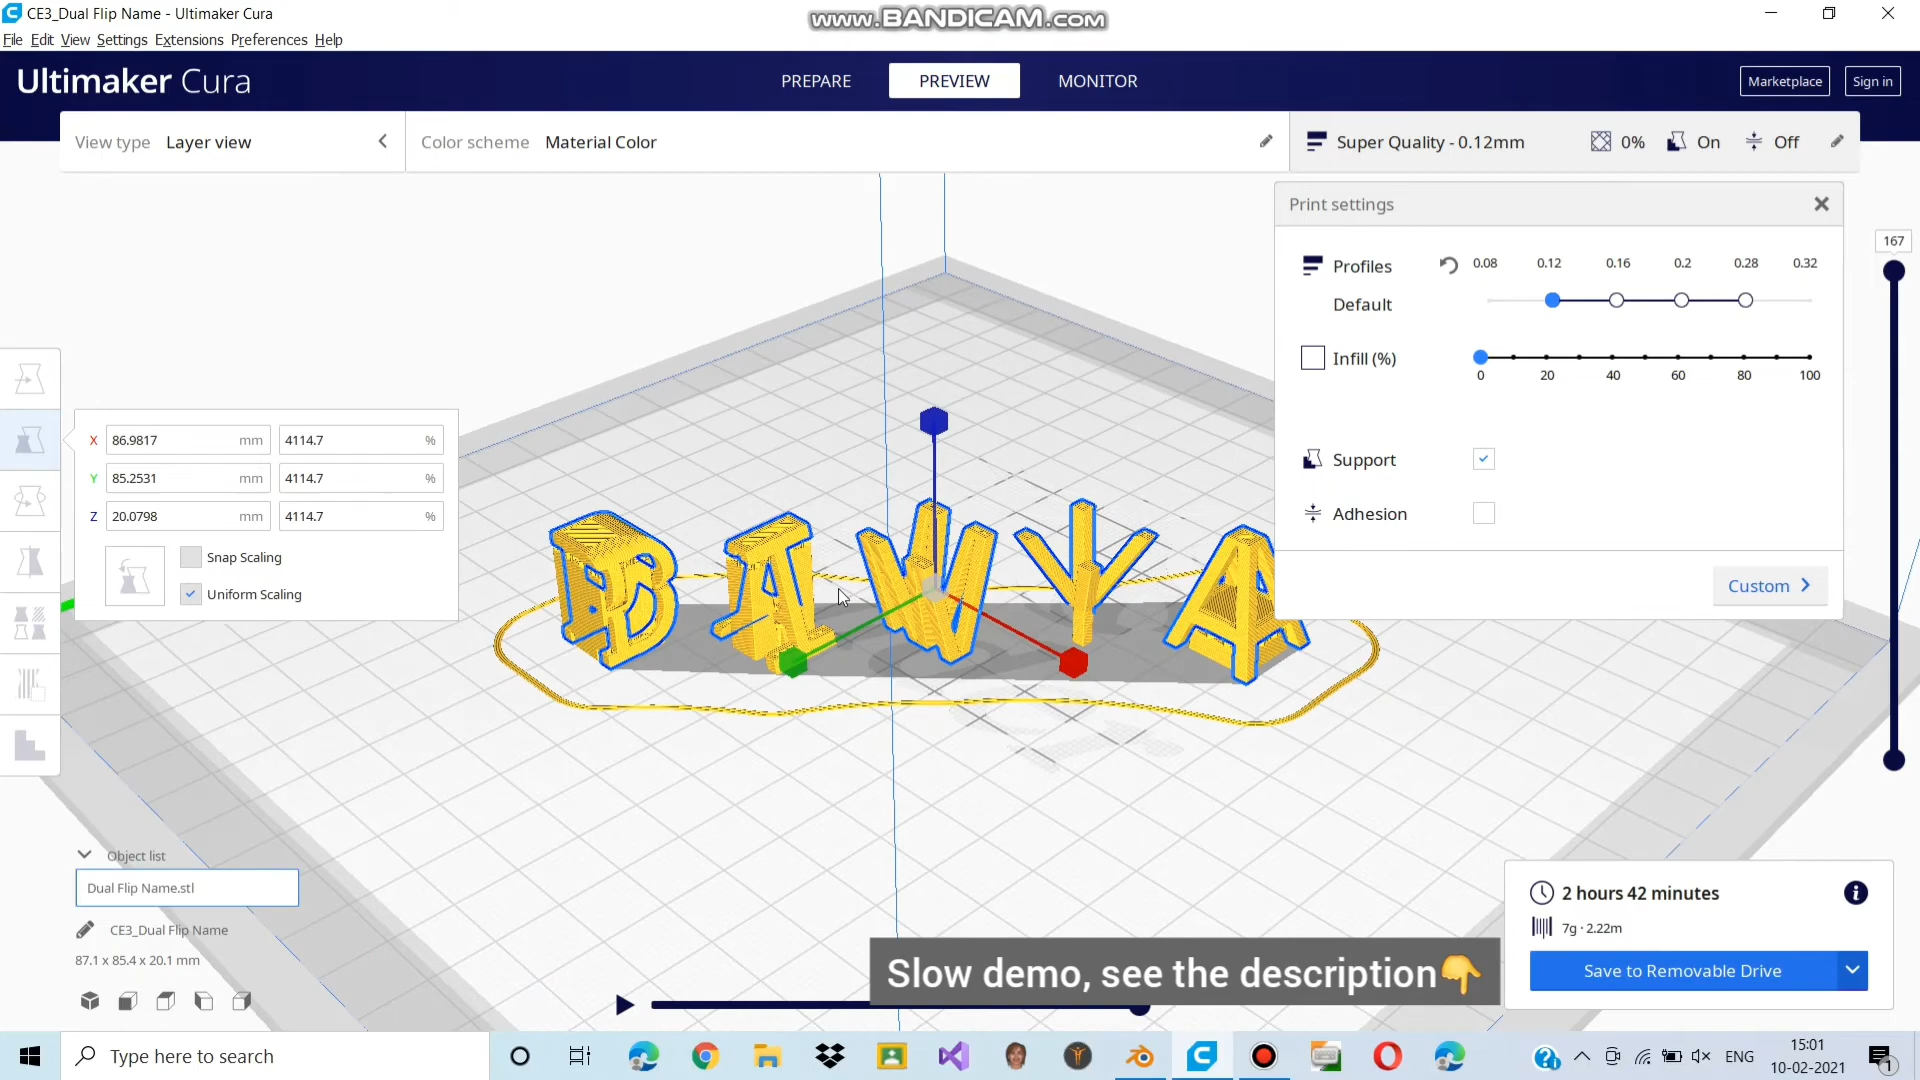 CE3_Dual Flip Name - Ultimaker Cura
www.BANDICAM.com
File Edit View Settings Extensions Preferences Help
Ultimaker Cura
PREPARE
PREVIEW
MONITOR
Marketplace
Sign in
View type Layer view
Color scheme Material Color
Super Quality - 0.12mm
0%
On
Off
Print settings
167
Profiles
0.08 0.12 0.16 0.2 0.28 0.32
Default
Infill (%)
0 20 40 60 80 100
Support
Adhesion
Custom
X 86.9817 mm 4114.7 %
Y 85.2531 mm 4114.7 %
Z 20.0798 mm 4114.7 %
Snap Scaling
Uniform Scaling
Object list
Dual Flip Name.stl
CE3_Dual Flip Name
87.1 x 85.4 x 20.1 mm
2 hours 42 minutes
7g · 2.22m
Save to Removable Drive
Slow demo, see the description
Type here to search
ENG
15:01
10-02-2021
1